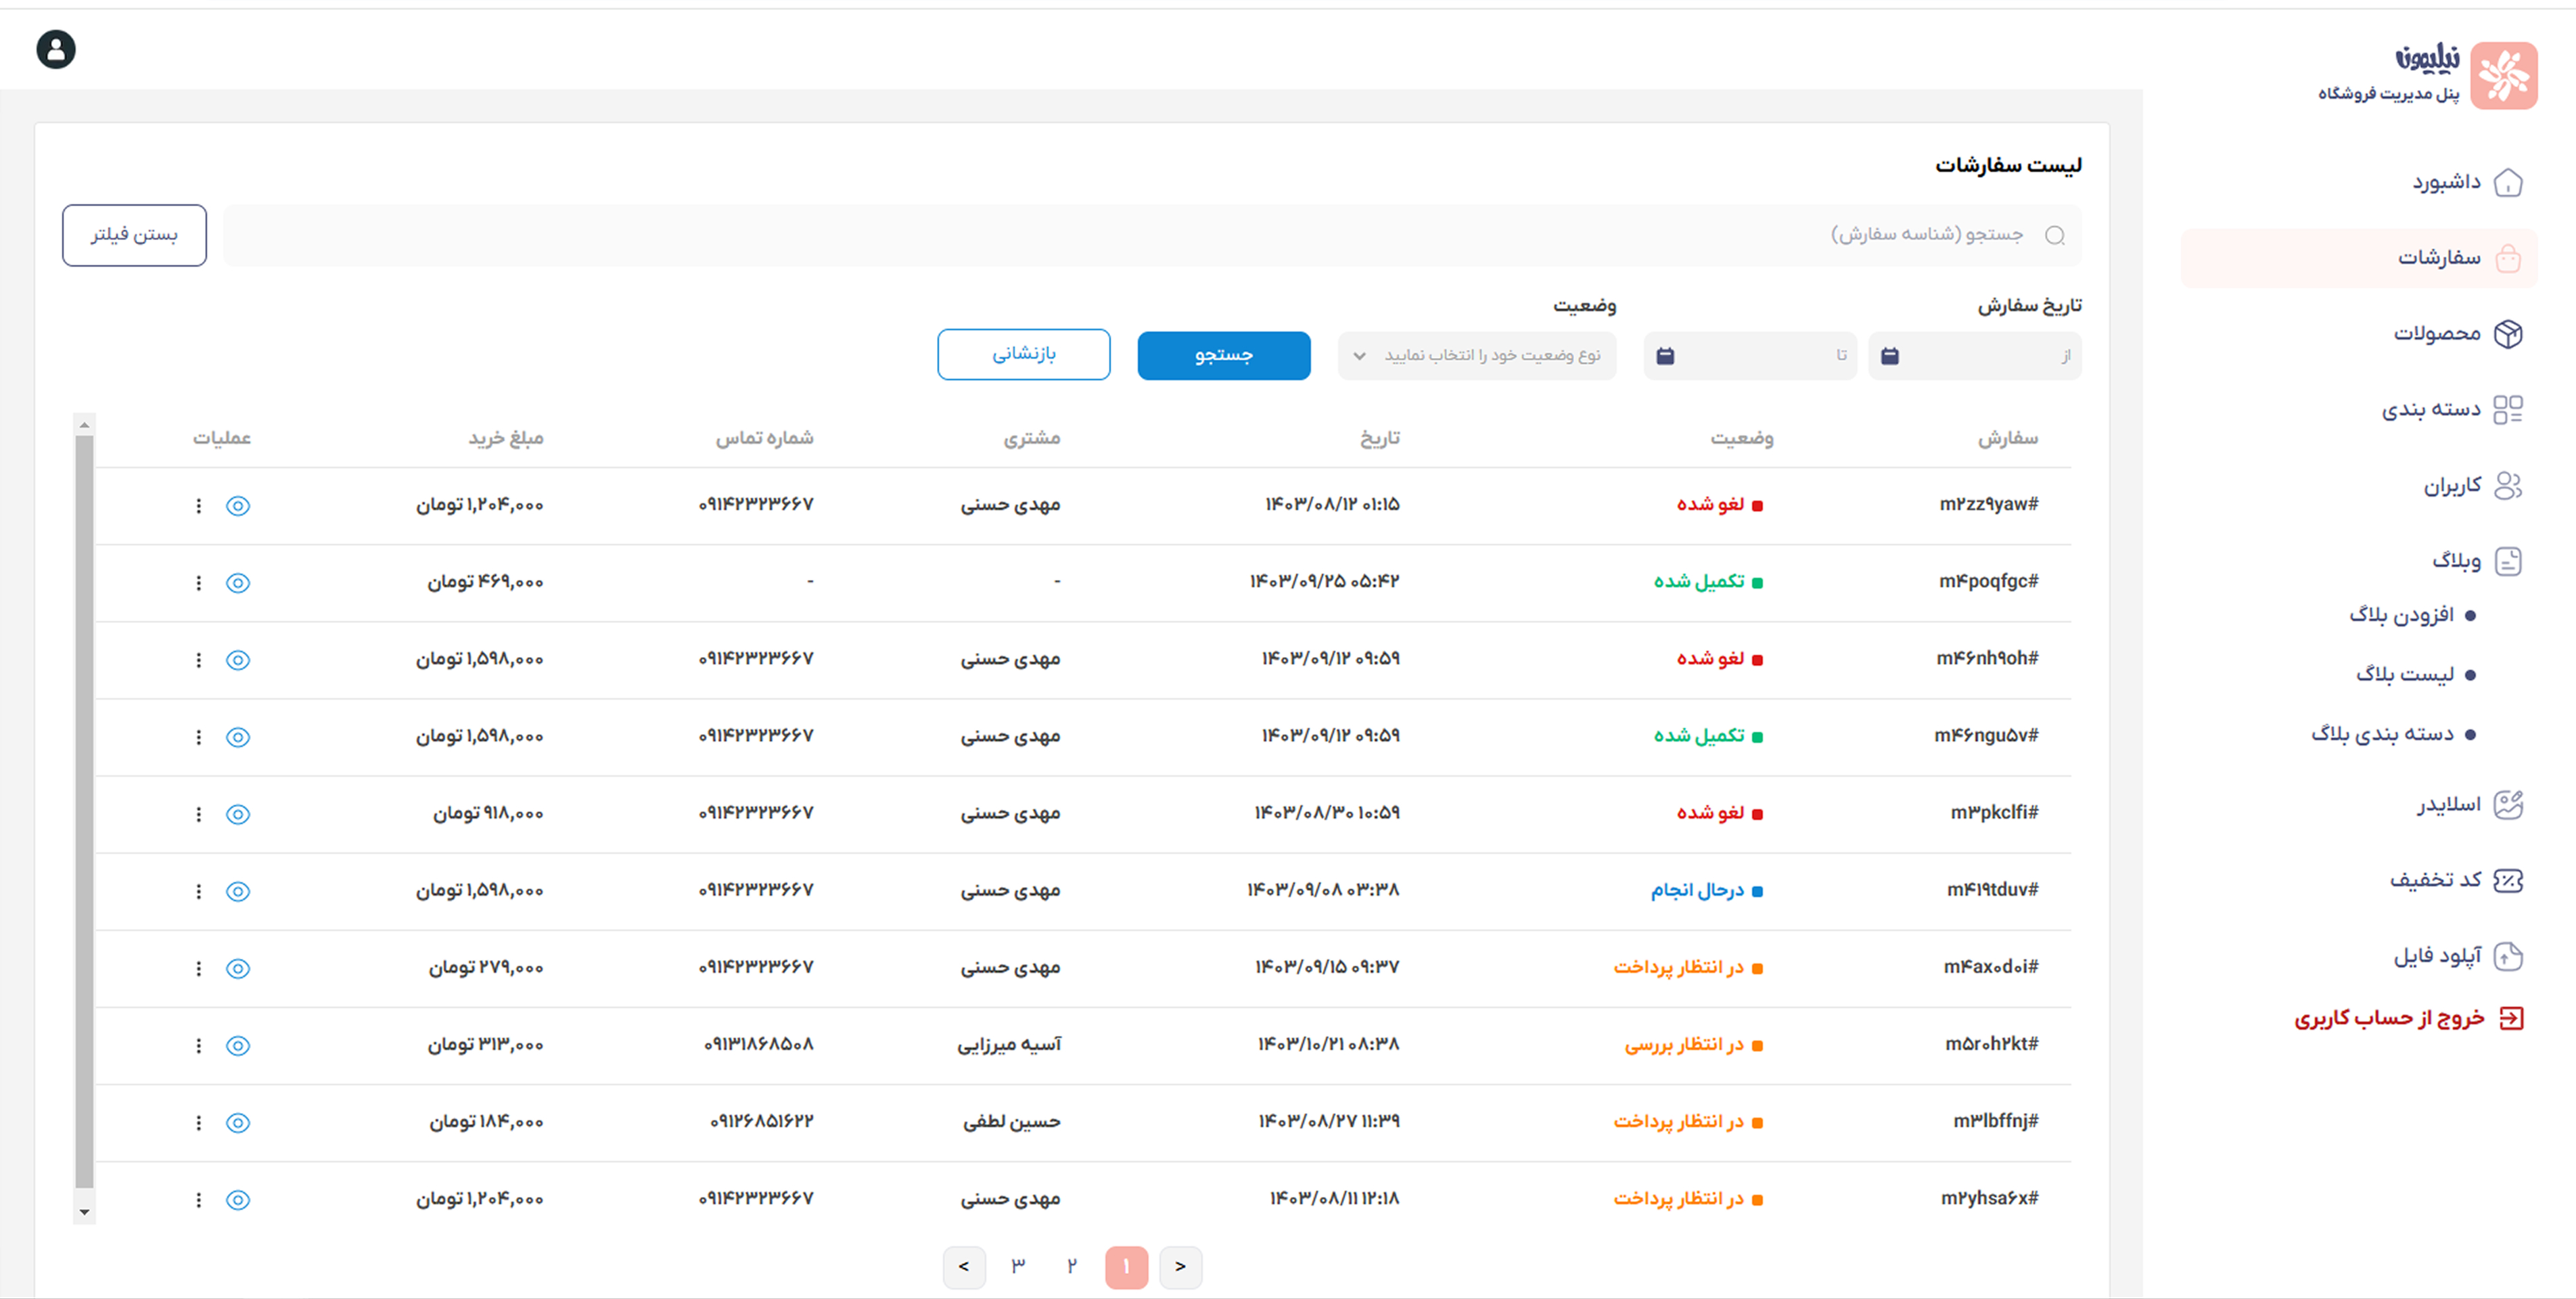 نیلیمون
پنل مدیریت فروشگاه
داشبورد
سفارشات
محصولات
دسته بندی
کاربران
وبلاگ
افزودن بلاگ
لیست بلاگ
دسته بندی بلاگ
اسلایدر
کد تخفیف
آپلود فایل
خروج از حساب کاربری
لیست سفارشات
جستجو (شناسه سفارش)
بستن فیلتر
تاریخ سفارش
وضعیت
از
تا
نوع وضعیت خود را انتخاب نمایید
جستجو
بازنشانی
سفارش وضعیت تاریخ مشتری شماره تماس مبلغ خرید عملیات
m۲zz۹yaw# لغو شده ۱۴۰۳/۰۸/۱۲ ۰۱:۱۵ مهدی حسنی ۰۹۱۴۲۳۲۳۶۶۷ ۱,۲۰۴,۰۰۰ تومان
m۴poqfgc# تکمیل شده ۱۴۰۳/۰۹/۲۵ ۰۵:۴۲ - - ۴۶۹,۰۰۰ تومان
m۴۶nh۹oh# لغو شده ۱۴۰۳/۰۹/۱۲ ۰۹:۵۹ مهدی حسنی ۰۹۱۴۲۳۲۳۶۶۷ ۱,۵۹۸,۰۰۰ تومان
m۴۶ngu۵v# تکمیل شده ۱۴۰۳/۰۹/۱۲ ۰۹:۵۹ مهدی حسنی ۰۹۱۴۲۳۲۳۶۶۷ ۱,۵۹۸,۰۰۰ تومان
m۳pkclfi# لغو شده ۱۴۰۳/۰۸/۳۰ ۱۰:۵۹ مهدی حسنی ۰۹۱۴۲۳۲۳۶۶۷ ۹۱۸,۰۰۰ تومان
m۴۱۹tduv# درحال انجام ۱۴۰۳/۰۹/۰۸ ۰۳:۳۸ مهدی حسنی ۰۹۱۴۲۳۲۳۶۶۷ ۱,۵۹۸,۰۰۰ تومان
m۴ax۰d۰i# در انتظار پرداخت ۱۴۰۳/۰۹/۱۵ ۰۹:۳۷ مهدی حسنی ۰۹۱۴۲۳۲۳۶۶۷ ۲۷۹,۰۰۰ تومان
m۵r۰h۲kt# در انتظار بررسی ۱۴۰۳/۱۰/۲۱ ۰۸:۳۸ آسیه میرزایی ۰۹۱۳۱۸۶۸۵۰۸ ۳۱۳,۰۰۰ تومان
m۳lbffnj# در انتظار پرداخت ۱۴۰۳/۰۸/۲۷ ۱۱:۳۹ حسین لطفی ۰۹۱۲۶۸۵۱۶۲۲ ۱۸۴,۰۰۰ تومان
m۲yhsa۶x# در انتظار پرداخت ۱۴۰۳/۰۸/۱۱ ۱۲:۱۸ مهدی حسنی ۰۹۱۴۲۳۲۳۶۶۷ ۱,۲۰۴,۰۰۰ تومان
> ۱ ۲ ۳ <